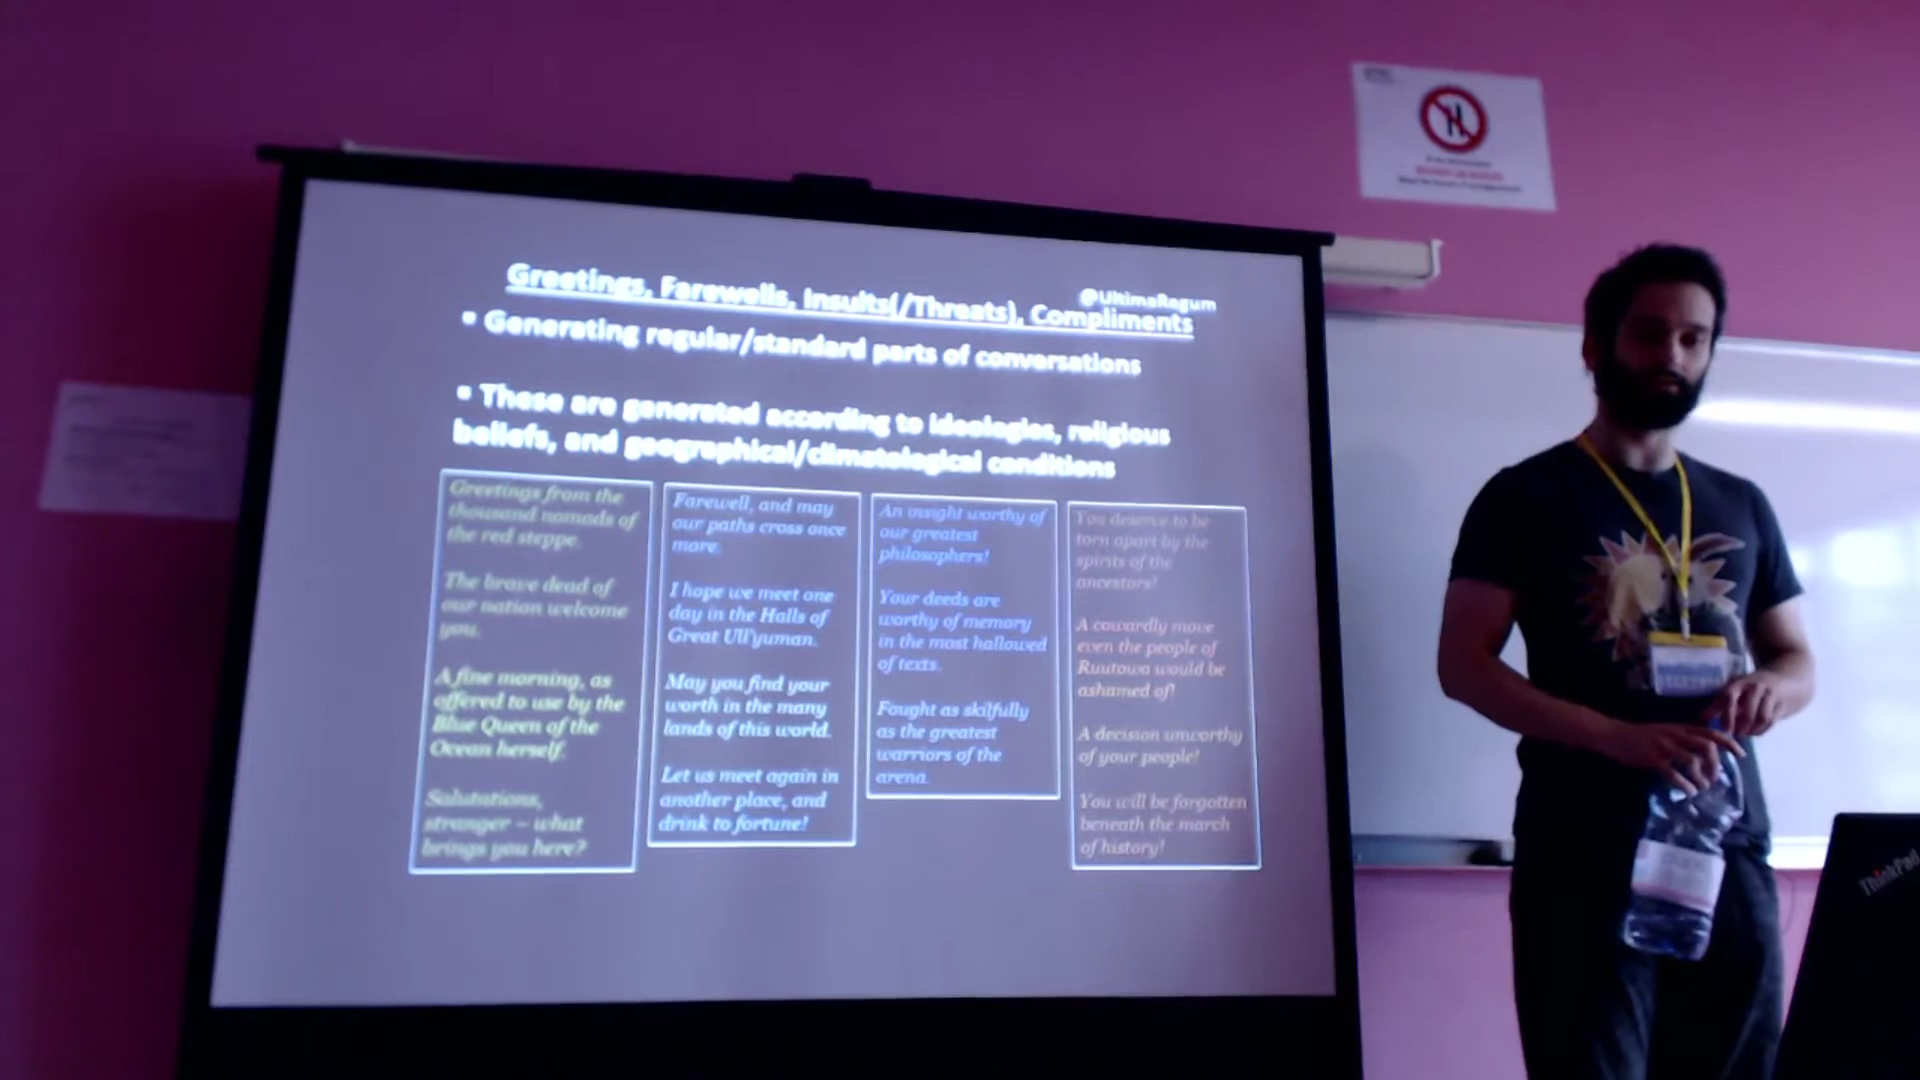 Greetings, Farewells, Insults(/Threats), Compliments
@UltimaRegum
▪ Generating regular/standard parts of conversations
▪ These are generated according to ideologies, religious
beliefs, and geographical/climatological conditions
Greetings from the
thousand nomads of
the red steppe.
The brave dead of
our nation welcome
you.
A fine morning, as
offered to use by the
Blue Queen of the
Ocean herself.
Salutations,
stranger – what
brings you here?
Farewell, and may
our paths cross once
more.
I hope we meet one
day in the Halls of
Great Ull'yuman.
May you find your
worth in the many
lands of this world.
Let us meet again in
another place, and
drink to fortune!
An insight worthy of
our greatest
philosophers!
Your deeds are
worthy of memory
in the most hallowed
of texts.
Fought as skilfully
as the greatest
warriors of the
arena.
You deserve to be
torn apart by the
spirits of the
ancestors!
A cowardly move
even the people of
Ruutowa would be
ashamed of!
A decision unworthy
of your people!
You will be forgotten
beneath the march
of history!
ThinkPad